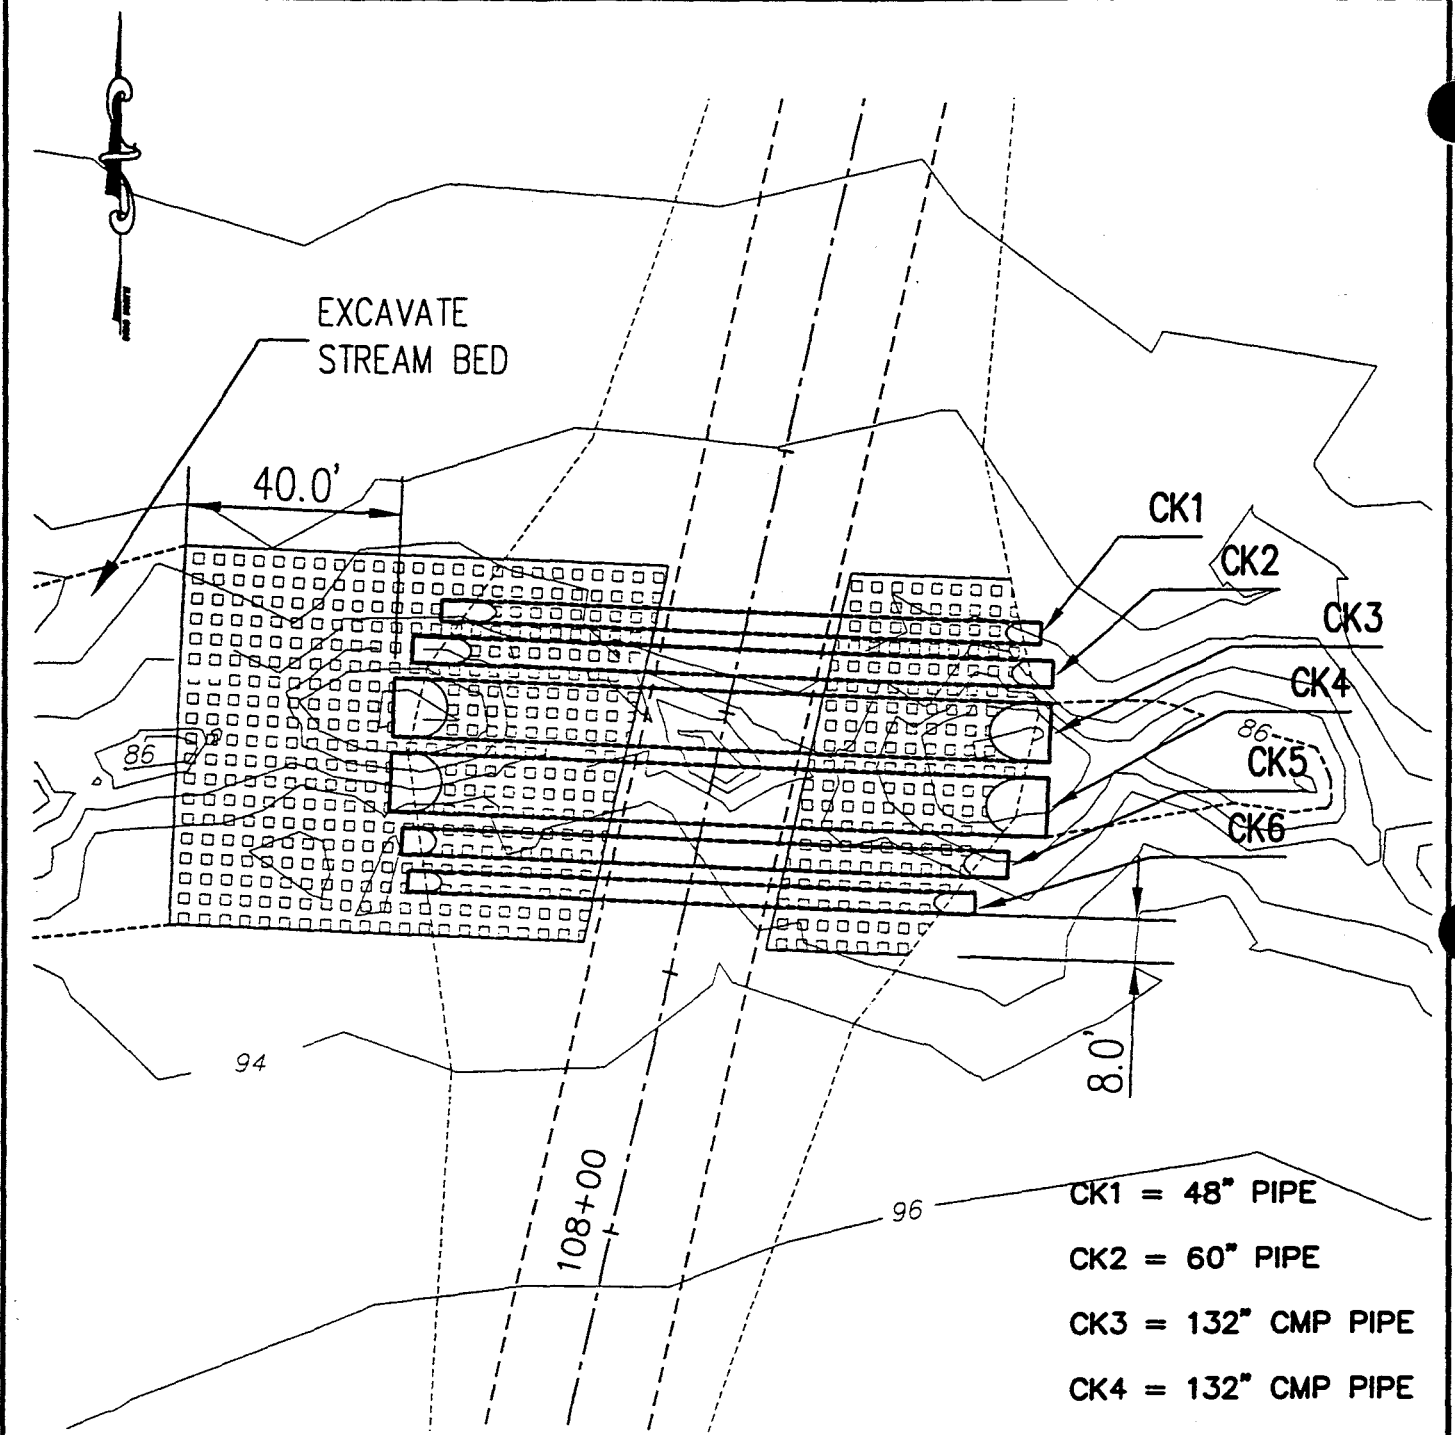 EXCAVATE
STREAM BED
40.0'
CK1
CK2
CK3
CK4
86
86
CK5
CK6
8.0'
94
108+00
96
CK1 = 48" PIPE
CK2 = 60" PIPE
CK3 = 132" CMP PIPE
CK4 = 132" CMP PIPE